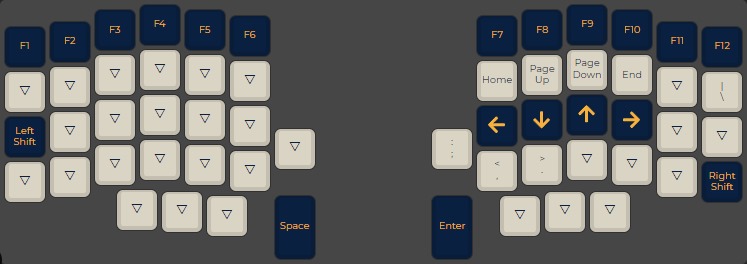 F1
F2
F3
F4
F5
F6
F7
F8
F9
F10
F11
F12
Home
Page
Up
Page
Down
End
|
\
Left
Shift
:
;
<
,
>
.
Right
Shift
Space
Enter